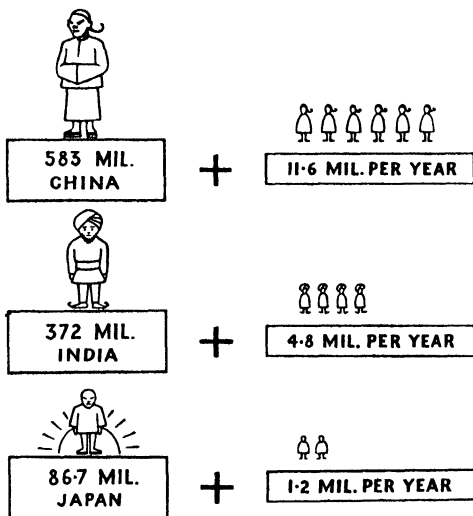 583 MIL.
CHINA
+
11·6 MIL. PER YEAR
372 MIL.
INDIA
+
4·8 MIL. PER YEAR
86·7 MIL.
JAPAN
+
1·2 MIL. PER YEAR